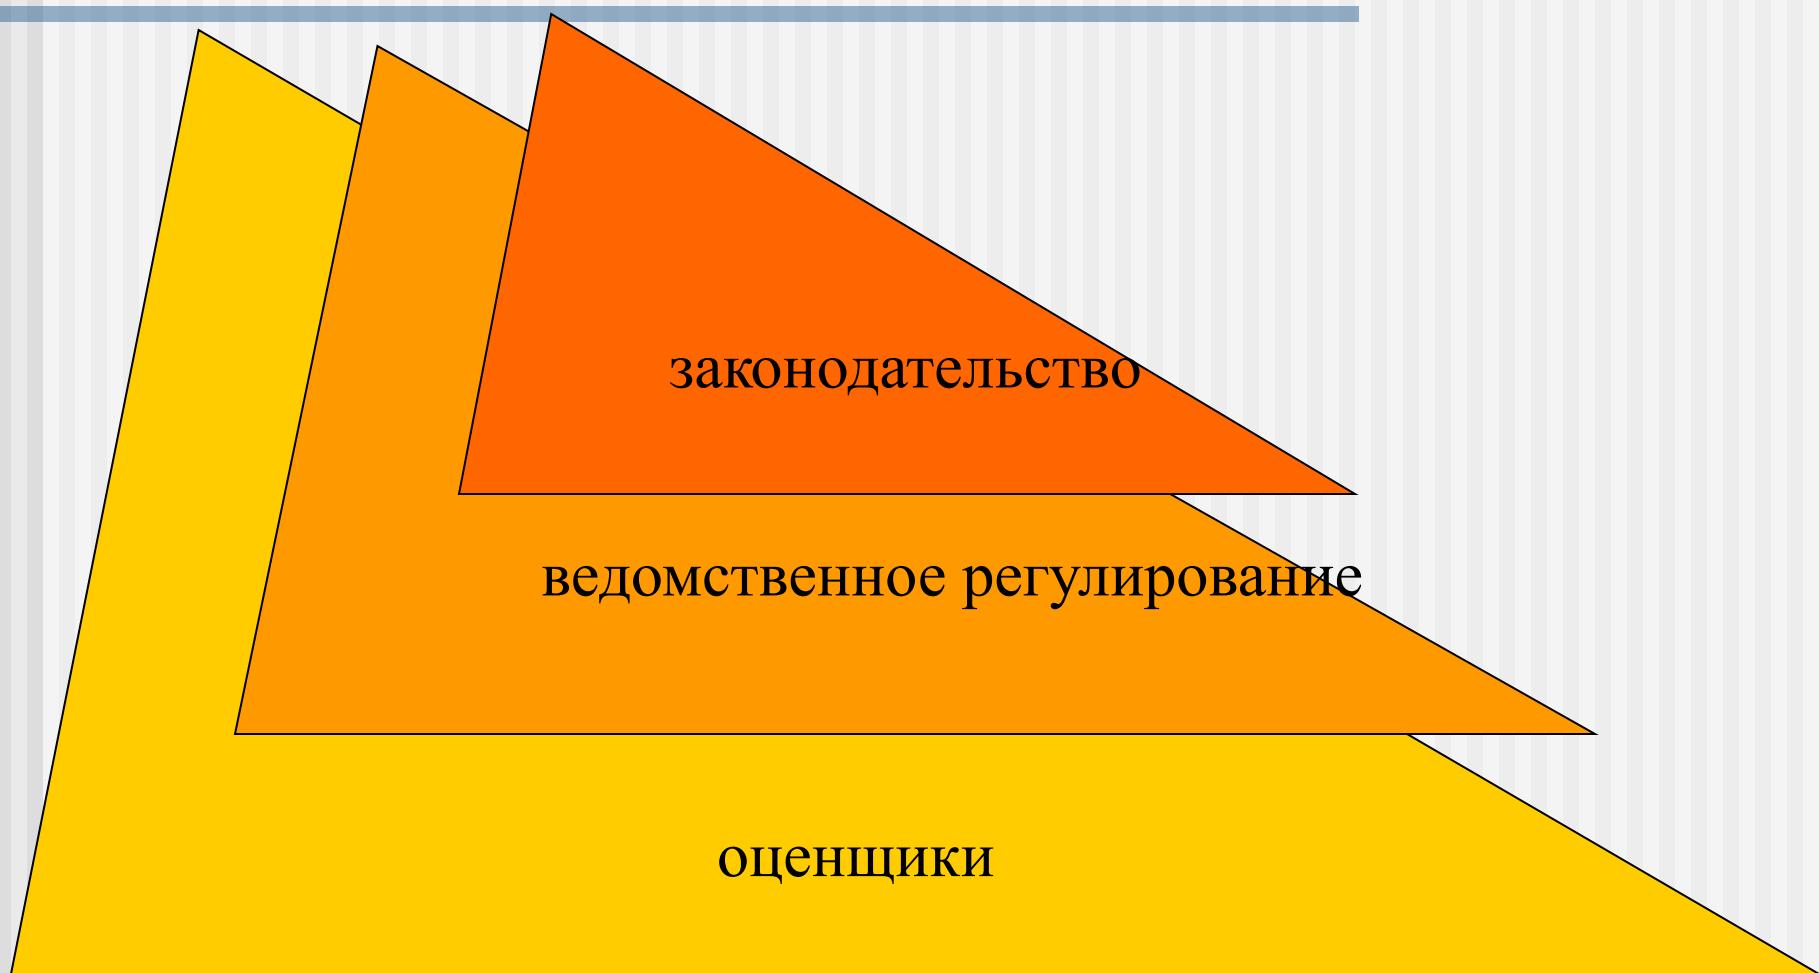 законодательство
ведомственное регулирование
оценщики